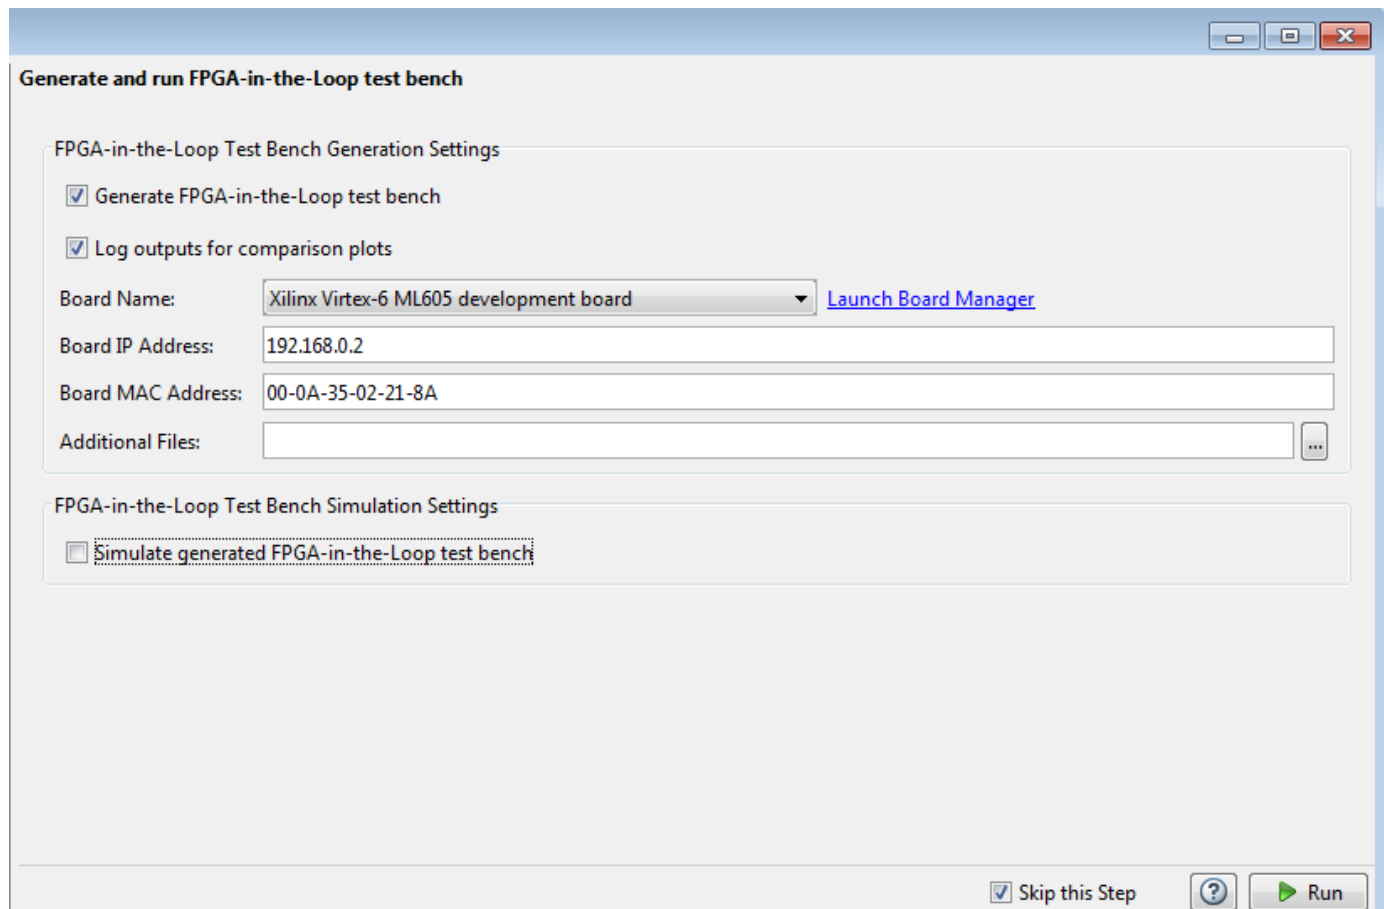 Generate and run FPGA-in-the-Loop test bench
FPGA-in-the-Loop Test Bench Generation Settings
Generate FPGA-in-the-Loop test bench
Log outputs for comparison plots
Board Name: Xilinx Virtex-6 ML605 development board Launch Board Manager
Board IP Address: 192.168.0.2
Board MAC Address: 00-0A-35-02-21-8A
Additional Files: ...
FPGA-in-the-Loop Test Bench Simulation Settings
Simulate generated FPGA-in-the-Loop test bench
Skip this Step ? Run